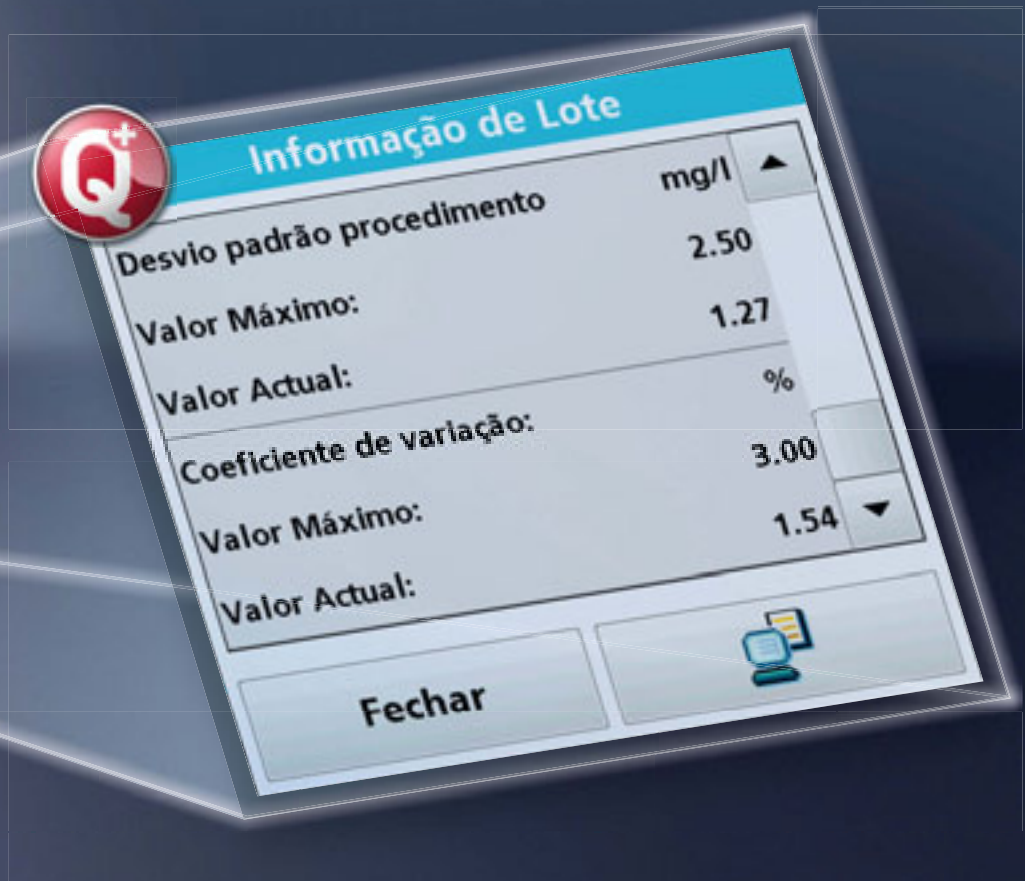 Q+
Informação de Lote
Desvio padrão procedimento mg/l
Valor Máximo: 2.50
Valor Actual: 1.27
Coeficiente de variação: %
Valor Máximo: 3.00
Valor Actual: 1.54
Fechar